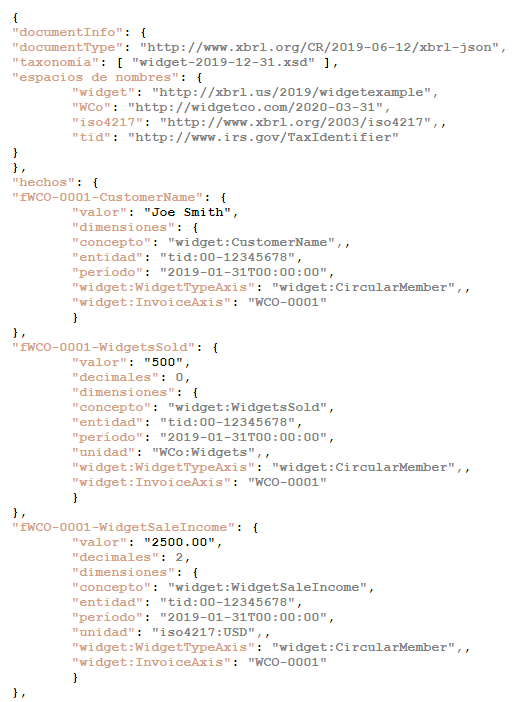 {
"documentInfo": {
"documentType": "http://www.xbrl.org/CR/2019-06-12/xbrl-json",
"taxonomía": [ "widget-2019-12-31.xsd" ],
"espacios de nombres": {
"widget": "http://xbrl.us/2019/widgetexample",
"WCo": "http://widgetco.com/2020-03-31",
"iso4217": "http://www.xbrl.org/2003/iso4217",,
"tid": "http://www.irs.gov/TaxIdentifier"
}
},
"hechos": {
"fWCO-0001-CustomerName": {
"valor": "Joe Smith",
"dimensiones": {
"concepto": "widget:CustomerName",,
"entidad": "tid:00-12345678",
"período": "2019-01-31T00:00:00",
"widget:WidgetTypeAxis": "widget:CircularMember",,
"widget:InvoiceAxis": "WCO-0001"
}
},
"fWCO-0001-WidgetsSold": {
"valor": "500",
"decimales": 0,
"dimensiones": {
"concepto": "widget:WidgetsSold",
"entidad": "tid:00-12345678",
"período": "2019-01-31T00:00:00",
"unidad": "WCo:Widgets",,
"widget:WidgetTypeAxis": "widget:CircularMember",,
"widget:InvoiceAxis": "WCO-0001"
}
},
"fWCO-0001-WidgetSaleIncome": {
"valor": "2500.00",
"decimales": 2,
"dimensiones": {
"concepto": "widget:WidgetSaleIncome",
"entidad": "tid:00-12345678",
"período": "2019-01-31T00:00:00",
"unidad": "iso4217:USD",,
"widget:WidgetTypeAxis": "widget:CircularMember",,
"widget:InvoiceAxis": "WCO-0001"
}
},